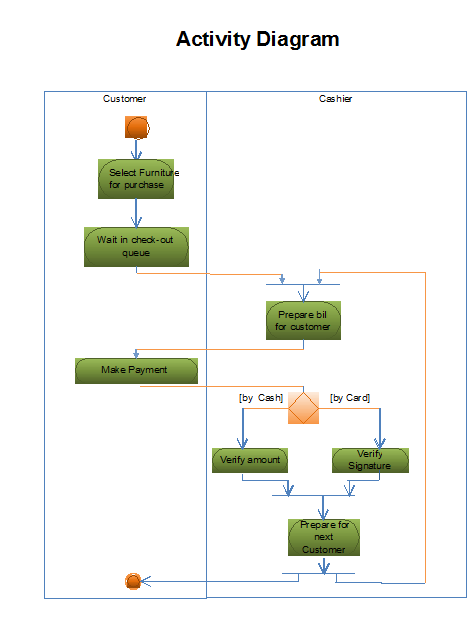 Activity Diagram
Customer
Cashier
Select Furniture
for purchase
Wait in check-out
queue
Prepare bil
for customer
Make Payment
[by Cash]
[by Card]
Verify amount
Verify
Signature
Prepare for
next
Customer